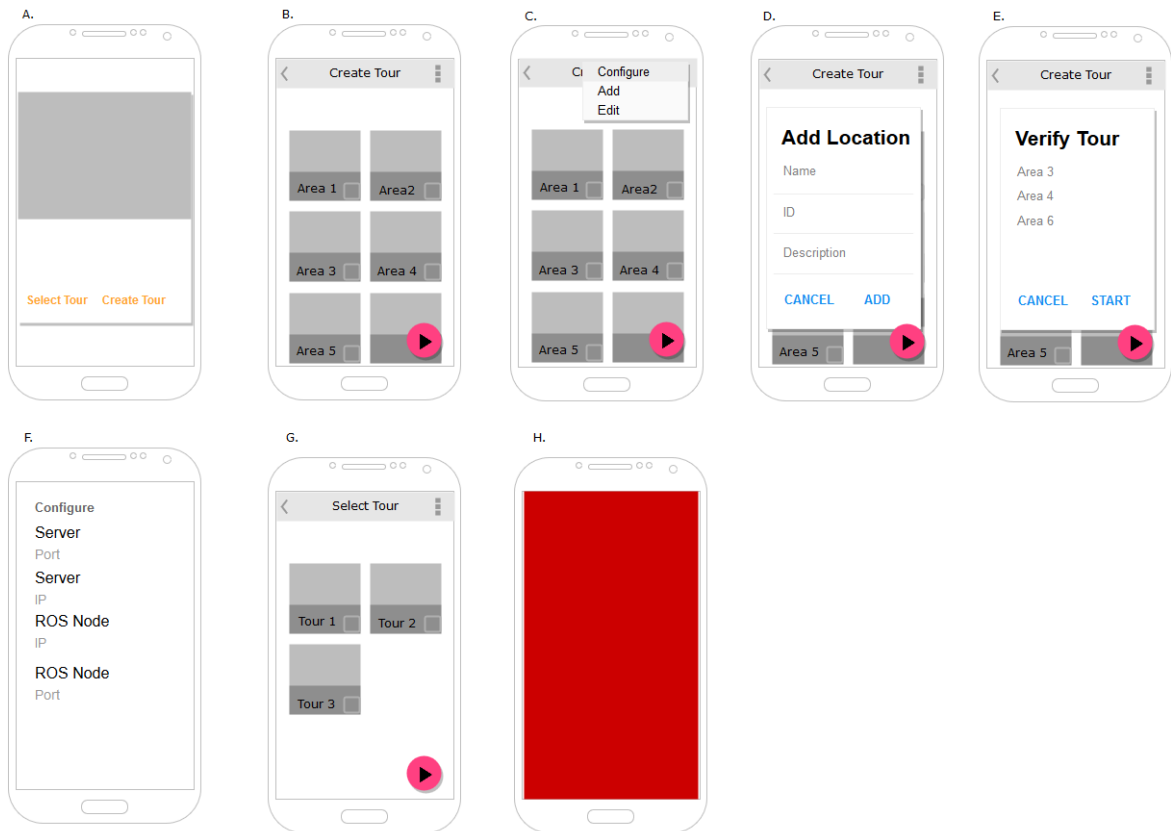 A.
Select Tour Create Tour
B.
Create Tour
Area 1 Area2
Area 3 Area 4
Area 5
C.
Cr
Configure
Add
Edit
Area 1 Area2
Area 3 Area 4
Area 5
D.
Create Tour
Add Location
Name
ID
Description
CANCEL ADD
E.
Create Tour
Verify Tour
Area 3
Area 4
Area 6
CANCEL START
Area 5
F.
Configure
Server
Port
Server
IP
ROS Node
IP
ROS Node
Port
G.
Select Tour
Tour 1 Tour 2
Tour 3
H.